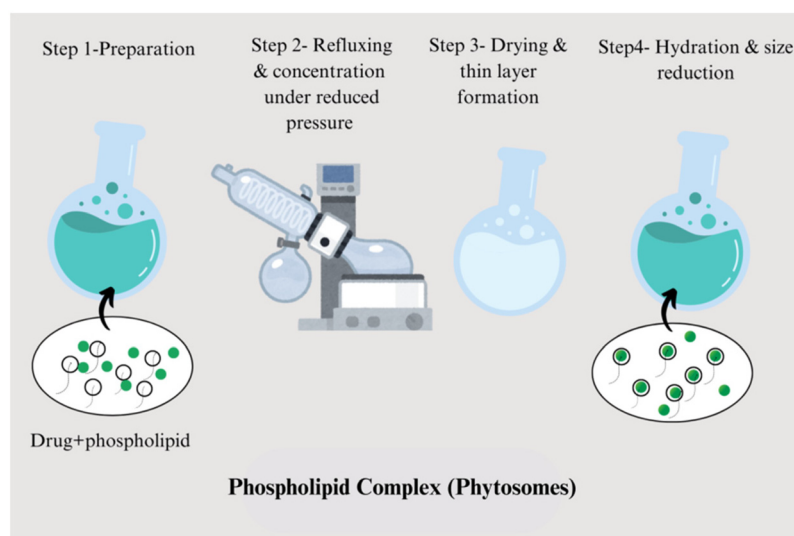 Step 1-Preparation
Step 2- Refluxing
& concentration
under reduced
pressure
Step 3- Drying &
thin layer
formation
Step4- Hydration & size
reduction
Drug+phospholipid
Phospholipid Complex (Phytosomes)